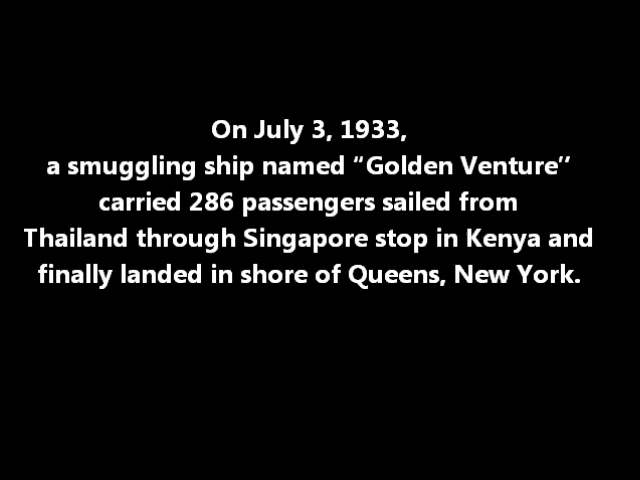 On July 3, 1933,
a smuggling ship named “Golden Venture’’
carried 286 passengers sailed from
Thailand through Singapore stop in Kenya and
finally landed in shore of Queens, New York.